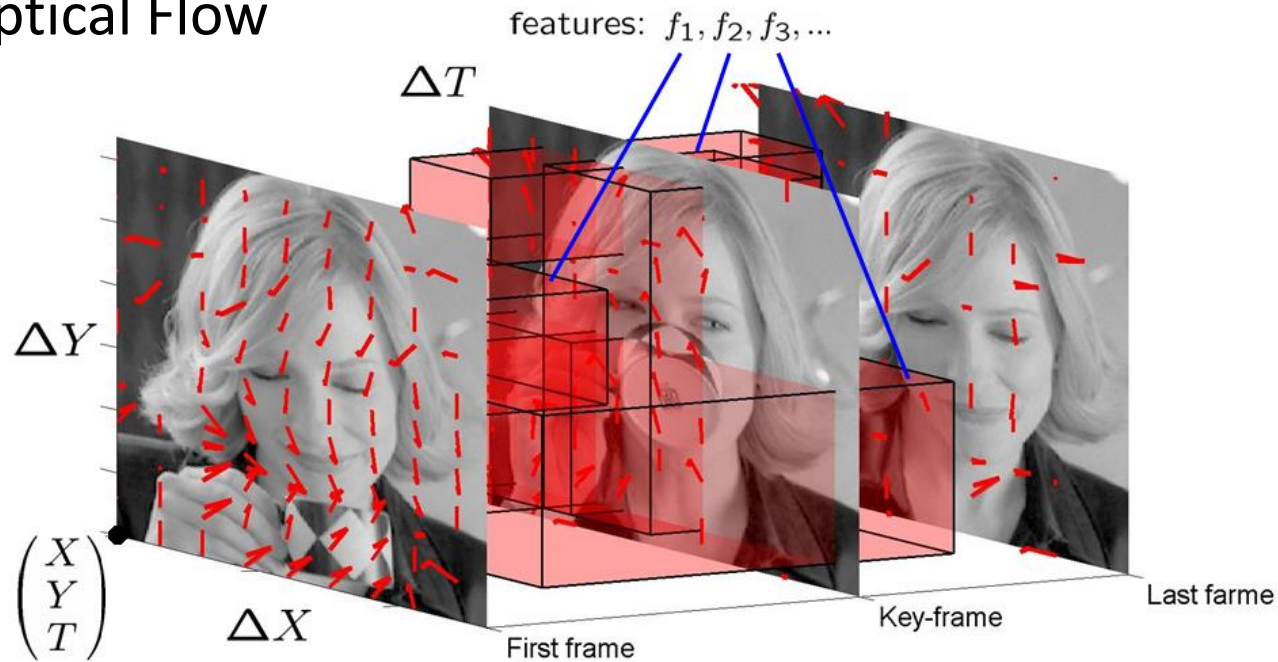 ptical Flow
features: f₁, f₂, f₃, ...
ΔT
ΔY
X
Y
T
ΔX
First frame
Key-frame
Last farme